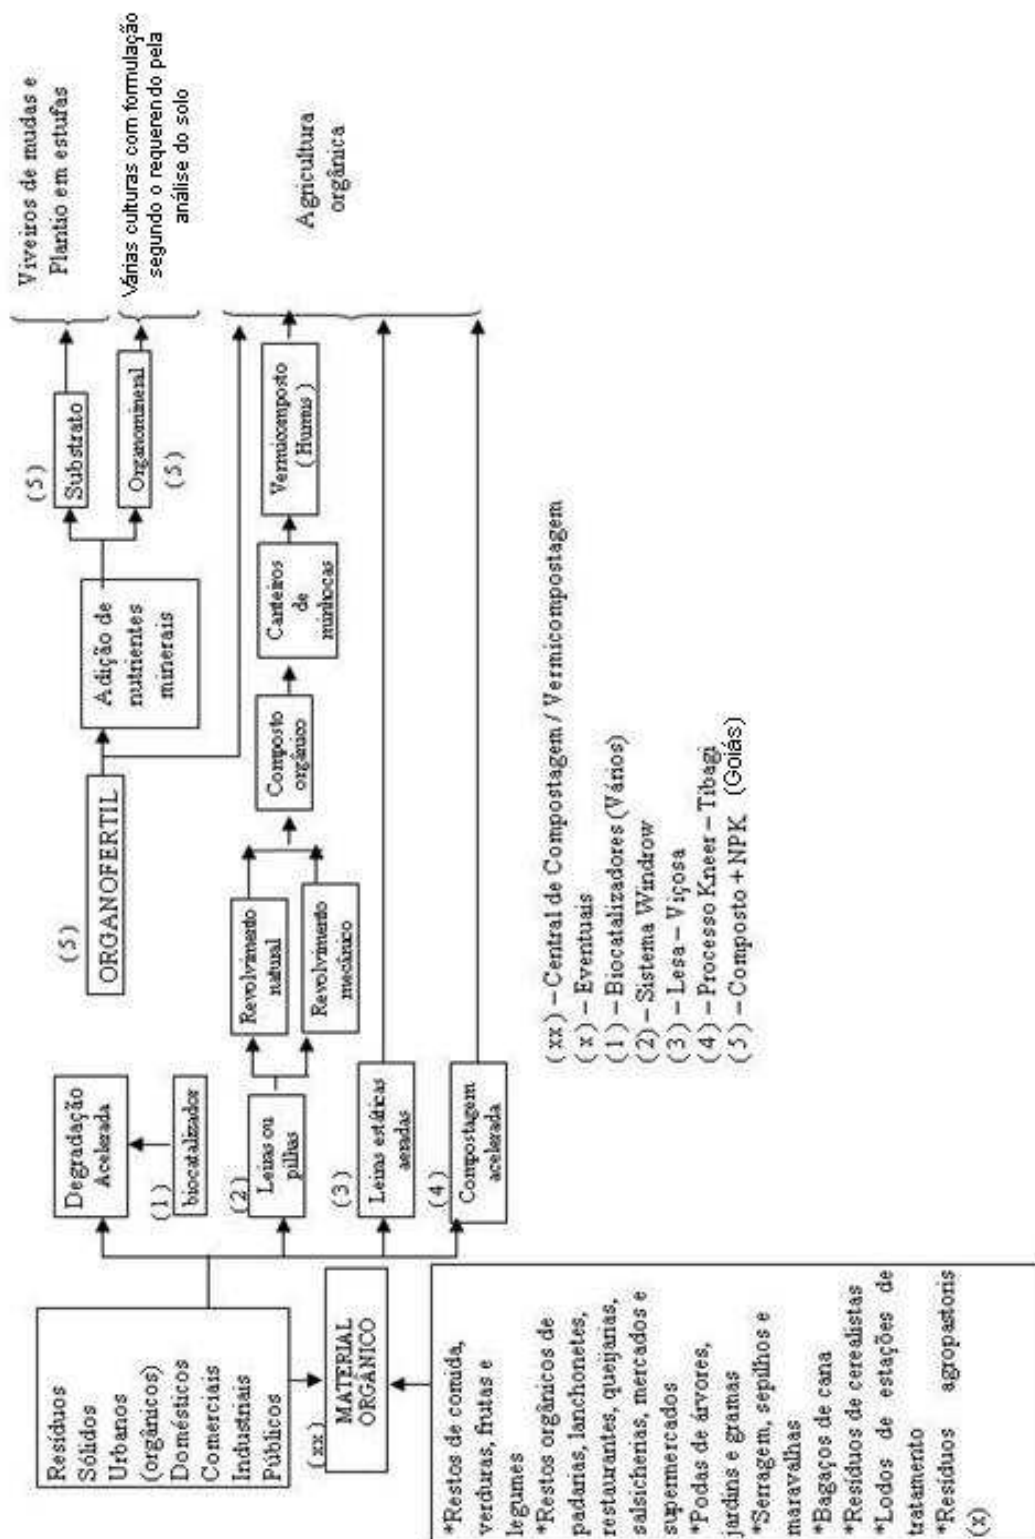 Resíduos
Sólidos
Urbanos
(orgânicos)
Domésticos
Comerciais
Industriais
Públicos
(xx)
MATERIAL
ORGÂNICO
*Restos de comida,
verduras, frutas e
legumes
*Restos orgânicos de
padarias, lanchonetes,
restaurantes, queijarias,
salsicherias, mercados e
supermercados
*Podas de árvores,
jardins e gramas
*Serragem, sepilhos e
maravalhas
*Bagaços de cana
*Resíduos de cerealistas
*Lodos de estações de
tratamento
*Resíduos agropastoris
(x)
Degradação
Acelerada
(1)
biocatalizador
(2)
Leiras ou
pilhas
(3)
Leiras estáticas
aeradas
(4)
Compostagem
acelerada
(5)
ORGANOFERTIL
Revolvimento
natural
Revolvimento
mecânico
Adição de
nutrientes
minerais
Composto
orgânico
Canteiros
de
minhocas
(5)
Substrato
Organomineral
(5)
Vermicomposto
(Humus)
Viveiros de mudas e
Plantio em estufas
Várias culturas com formulação
segundo o requerendo pela
análise do solo
Agricultura
orgânica
(xx) – Central de Compostagem / Vermicompostagem
(x) – Eventuais
(1) – Biocatalizadores (Vários)
(2) – Sistema Windrow
(3) – Lesa – Viçosa
(4) – Processo Kneer – Tibagi
(5) – Composto + NPK (Goiás)